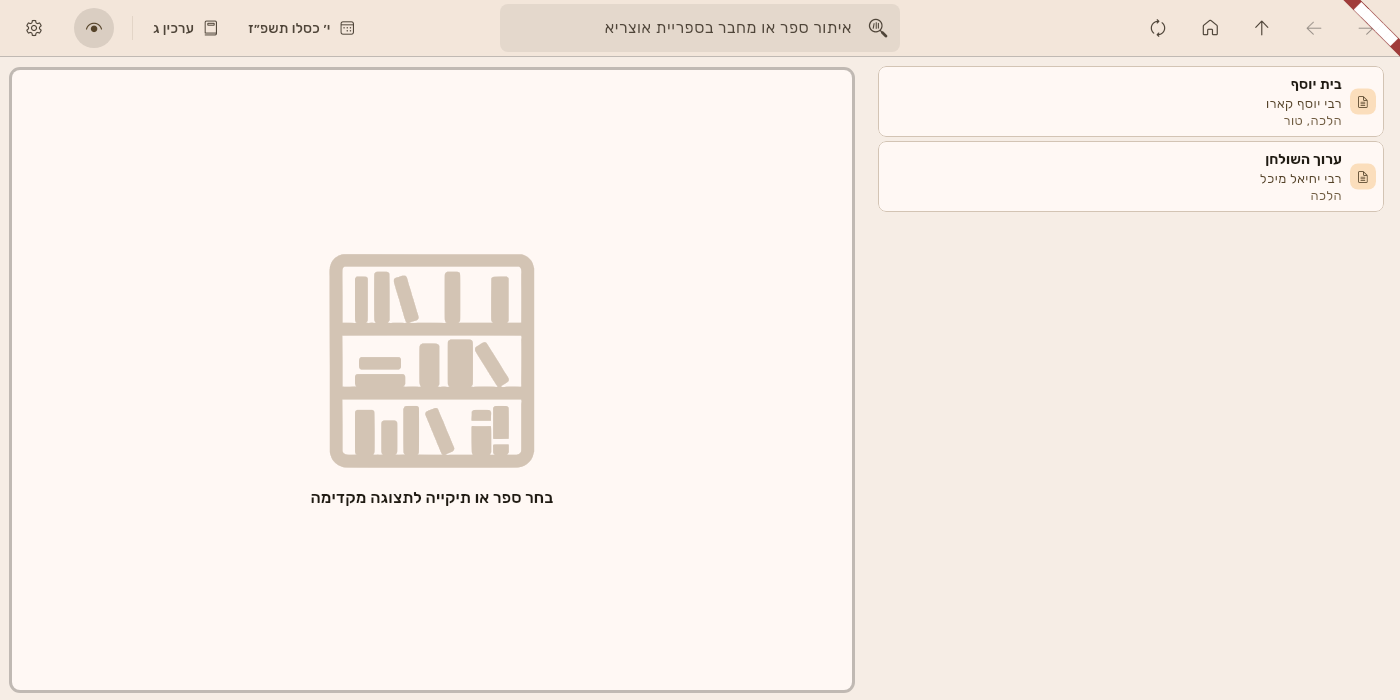 איתור ספר או מחבר בספריית אוצריא
י׳ כסלו תשפ״ז
ערכין ג
בית יוסף
רבי יוסף קארו
הלכה, טור
ערוך השולחן
רבי יחיאל מיכל
הלכה
בחר ספר או תיקייה לתצוגה מקדימה